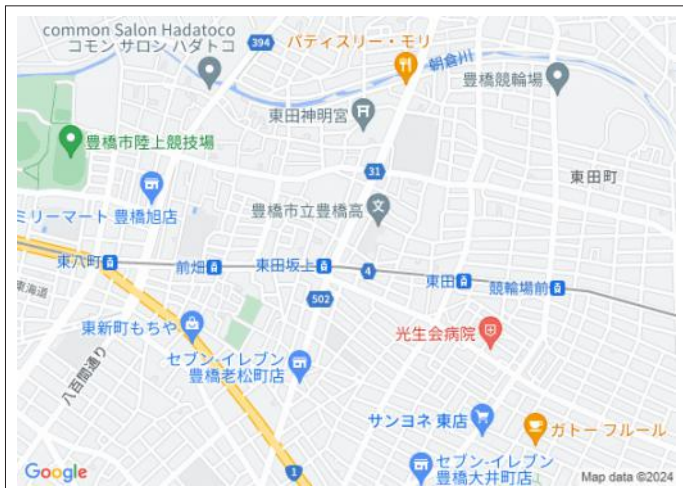 common Salon Hadatoco
コモン サロン ハダトコ
394
パティスリー・モリ
朝倉川
豊橋競輪場
東田神明宮
豊橋市陸上競技場
31
東田町
ミリーマート 豊橋旭店
豊橋市立豊橋高
東八町
前畑
東田坂上
4
東田
競輪場前
東海道
502
東新町もちや
光生会病院
セブン-イレブン
豊橋老松町店
八百間通り
サンヨネ 東店
ガトー フルール
セブン-イレブン
豊橋大井町店
1
Google
Map data ©2024